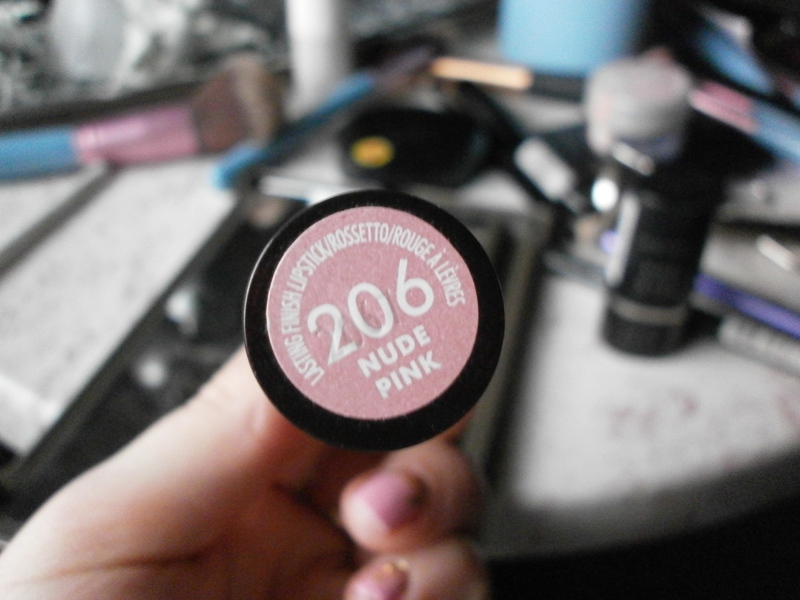 LASTING FINISH LIPSTICK/ROSSETTO/ROUGE À LÈVRES
206
NUDE
PINK